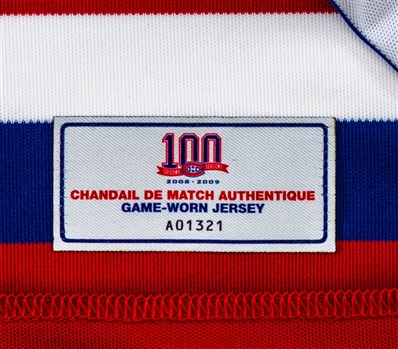 100
2008 - 2009
CHANDAIL DE MATCH AUTHENTIQUE
GAME-WORN JERSEY
A01321